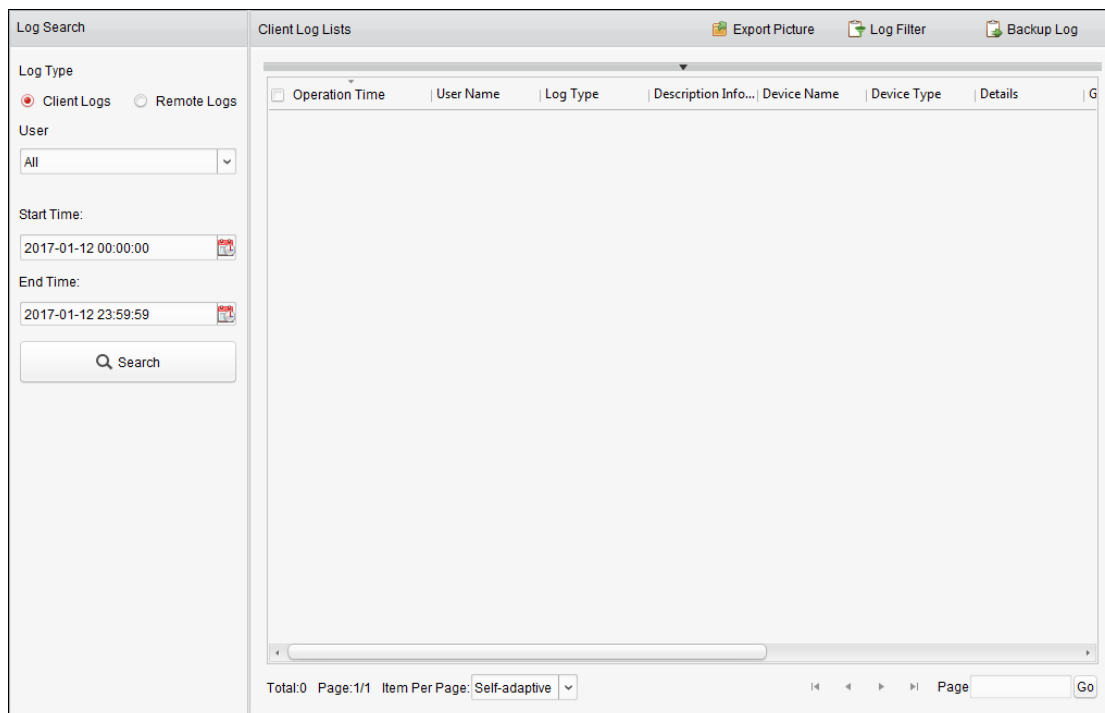 Log Search
Client Log Lists
Export Picture
Log Filter
Backup Log
Log Type
Client Logs Remote Logs
User
All
Start Time:
2017-01-12 00:00:00
End Time:
2017-01-12 23:59:59
Search
Operation Time User Name Log Type Description Info... Device Name Device Type Details G
Total:0 Page:1/1 Item Per Page: Self-adaptive Page Go